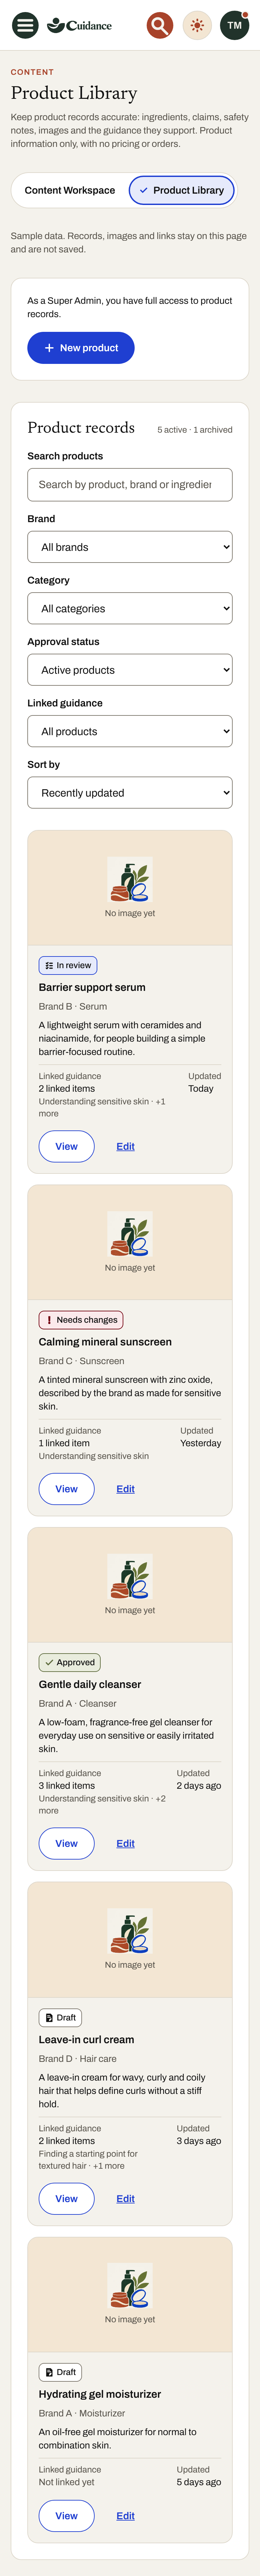 Guidance
TM
CONTENT
Product Library
Keep product records accurate: ingredients, claims, safety
notes, images and the guidance they support. Product
information only, with no pricing or orders.
Content Workspace
Product Library
Sample data. Records, images and links stay on this page
and are not saved.
As a Super Admin, you have full access to product
records.
New product
Product records
5 active · 1 archived
Search products
Search by product, brand or ingredier
Brand
All brands
Category
All categories
Approval status
Active products
Linked guidance
All products
Sort by
Recently updated
No image yet
In review
Barrier support serum
Brand B · Serum
A lightweight serum with ceramides and
niacinamide, for people building a simple
barrier-focused routine.
Linked guidance
2 linked items
Understanding sensitive skin · +1
more
Updated
Today
View
Edit
No image yet
Needs changes
Calming mineral sunscreen
Brand C · Sunscreen
A tinted mineral sunscreen with zinc oxide,
described by the brand as made for sensitive
skin.
Linked guidance
1 linked item
Understanding sensitive skin
Updated
Yesterday
View
Edit
No image yet
Approved
Gentle daily cleanser
Brand A · Cleanser
A low-foam, fragrance-free gel cleanser for
everyday use on sensitive or easily irritated
skin.
Linked guidance
3 linked items
Understanding sensitive skin · +2
more
Updated
2 days ago
View
Edit
No image yet
Draft
Leave-in curl cream
Brand D · Hair care
A leave-in cream for wavy, curly and coily
hair that helps define curls without a stiff
hold.
Linked guidance
2 linked items
Finding a starting point for
textured hair · +1 more
Updated
3 days ago
View
Edit
No image yet
Draft
Hydrating gel moisturizer
Brand A · Moisturizer
An oil-free gel moisturizer for normal to
combination skin.
Linked guidance
Not linked yet
Updated
5 days ago
View
Edit